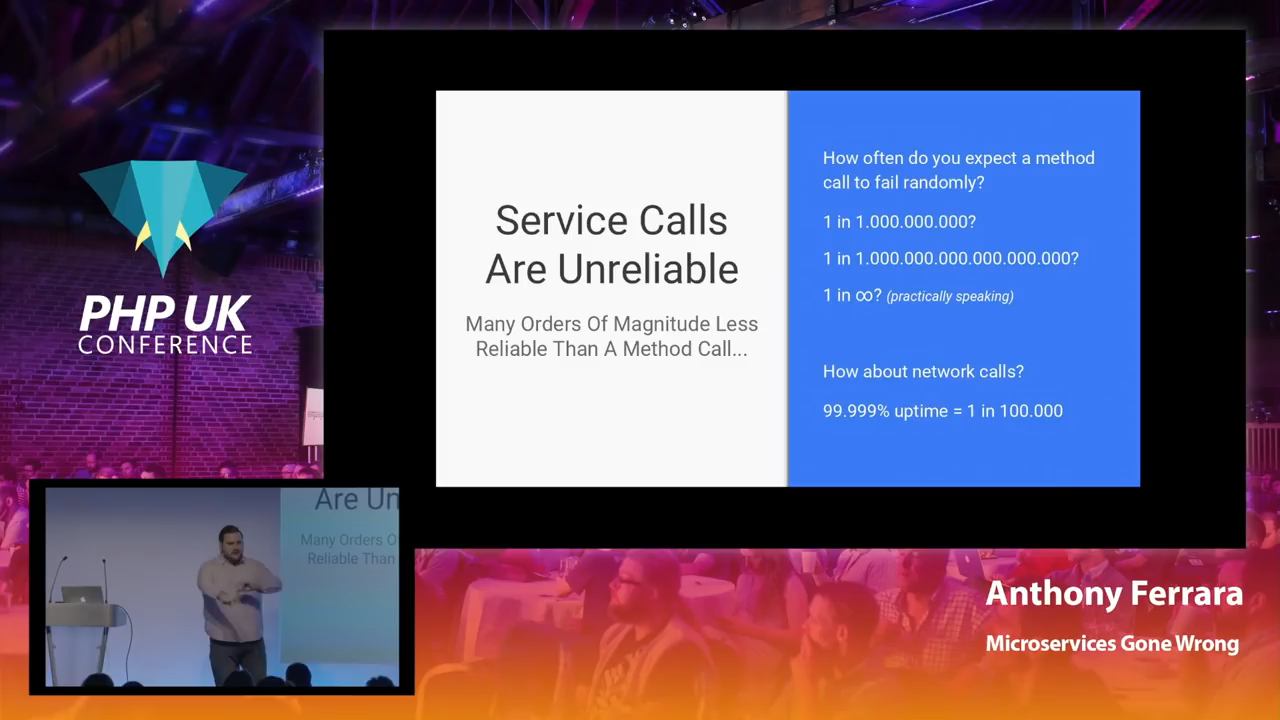 PHP UK
CONFERENCE
Service Calls
Are Unreliable
Many Orders Of Magnitude Less
Reliable Than A Method Call...
How often do you expect a method
call to fail randomly?
1 in 1.000.000.000?
1 in 1.000.000.000.000.000.000?
1 in ∞? (practically speaking)
How about network calls?
99.999% uptime = 1 in 100.000
Are Un
Many Orders O
Reliable Than
Anthony Ferrara
Microservices Gone Wrong